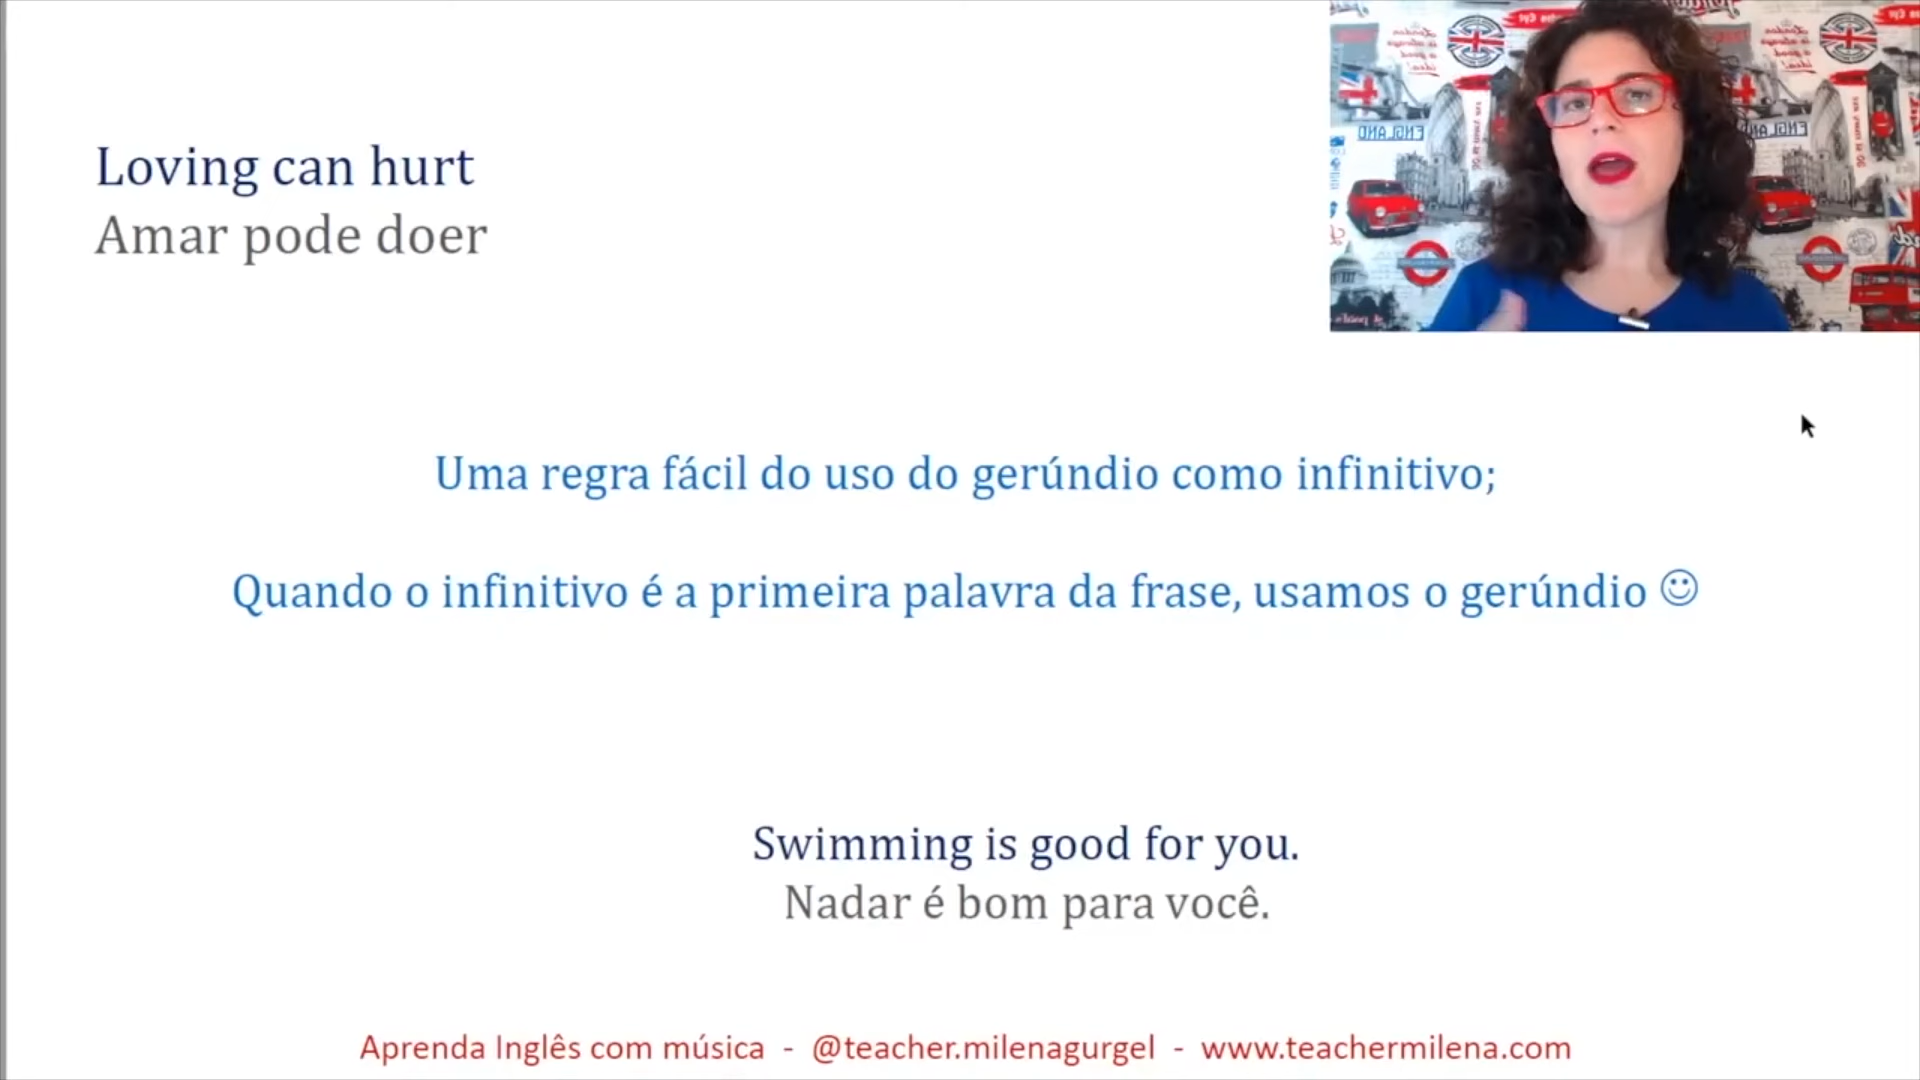 Loving can hurt
Amar pode doer
ENGLAND
Uma regra fácil do uso do gerúndio como infinitivo;
Quando o infinitivo é a primeira palavra da frase, usamos o gerúndio ☺
Swimming is good for you.
Nadar é bom para você.
Aprenda Inglês com música - @teacher.milenagurgel - www.teachermilena.com